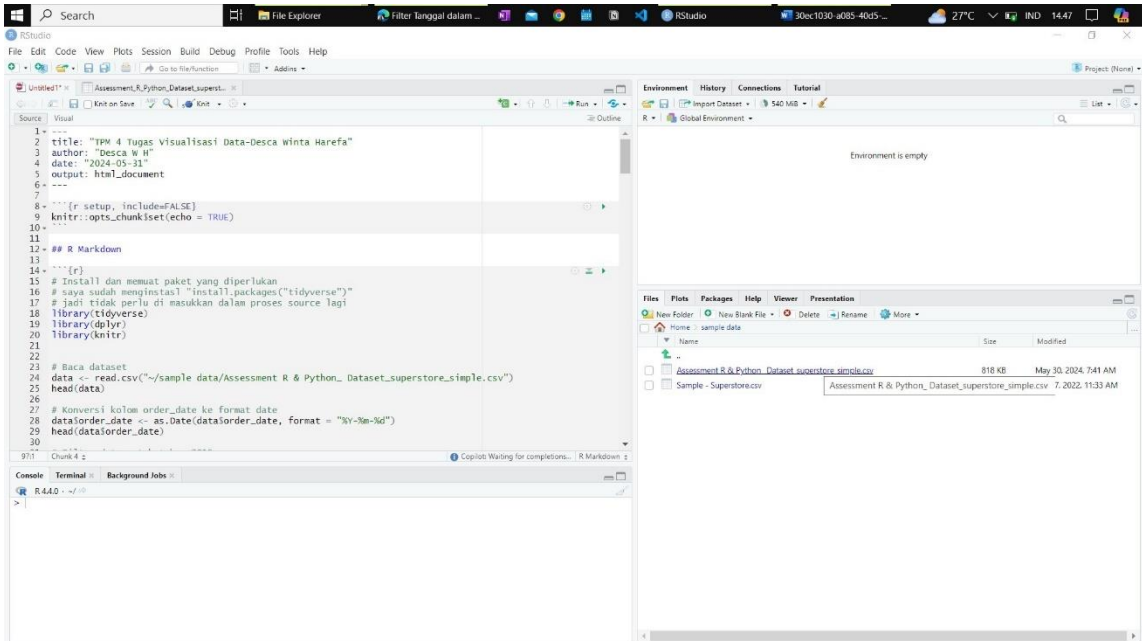 Search
File Explorer
Filter Tanggal dalam ...
RStudio
30ec1030-a085-40d5-...
27°C
IND
14.47
RStudio
File Edit Code View Plots Session Build Debug Profile Tools Help
Go to file/function
Addins
Project: (None)
Untitled1*
Assessment_R_Python_Dataset_superst...
Knit on Save
Knit
Run
Source Visual
Outline
1 ---
2 title: "TPM 4 Tugas Visualisasi Data-Desca Winta Harefa"
3 author: "Desca W H"
4 date: "2024-05-31"
5 output: html_document
6 ---
7
8 ```{r setup, include=FALSE}
9 knitr::opts_chunk$set(echo = TRUE)
10 ```
11
12 ## R Markdown
13
14 ```{r}
15 # Install dan memuat paket yang diperlukan
16 # saya sudah menginstasl "install.packages("tidyverse")"
17 # jadi tidak perlu di masukkan dalam proses source lagi
18 library(tidyverse)
19 library(dplyr)
20 library(knitr)
21
22
23 # Baca dataset
24 data <- read.csv("~/sample data/Assessment R & Python_ Dataset_superstore_simple.csv")
25 head(data)
26
27 # Konversi kolom order_date ke format date
28 data$order_date <- as.Date(data$order_date, format = "%Y-%m-%d")
29 head(data$order_date)
30
97:1 Chunk 4
Copilot: Waiting for completions...
R Markdown
Console Terminal Background Jobs
R 4.4.0 · ~/
>
Environment History Connections Tutorial
Import Dataset
540 MiB
List
R
Global Environment
Environment is empty
Files Plots Packages Help Viewer Presentation
New Folder New Blank File Delete Rename More
Home sample data
Name Size Modified
..
Assessment R & Python_ Dataset_superstore_simple.csv 818 KB May 30, 2024, 7:41 AM
Sample - Superstore.csv
Assessment R & Python_ Dataset_superstore_simple.csv
7, 2022, 11:33 AM